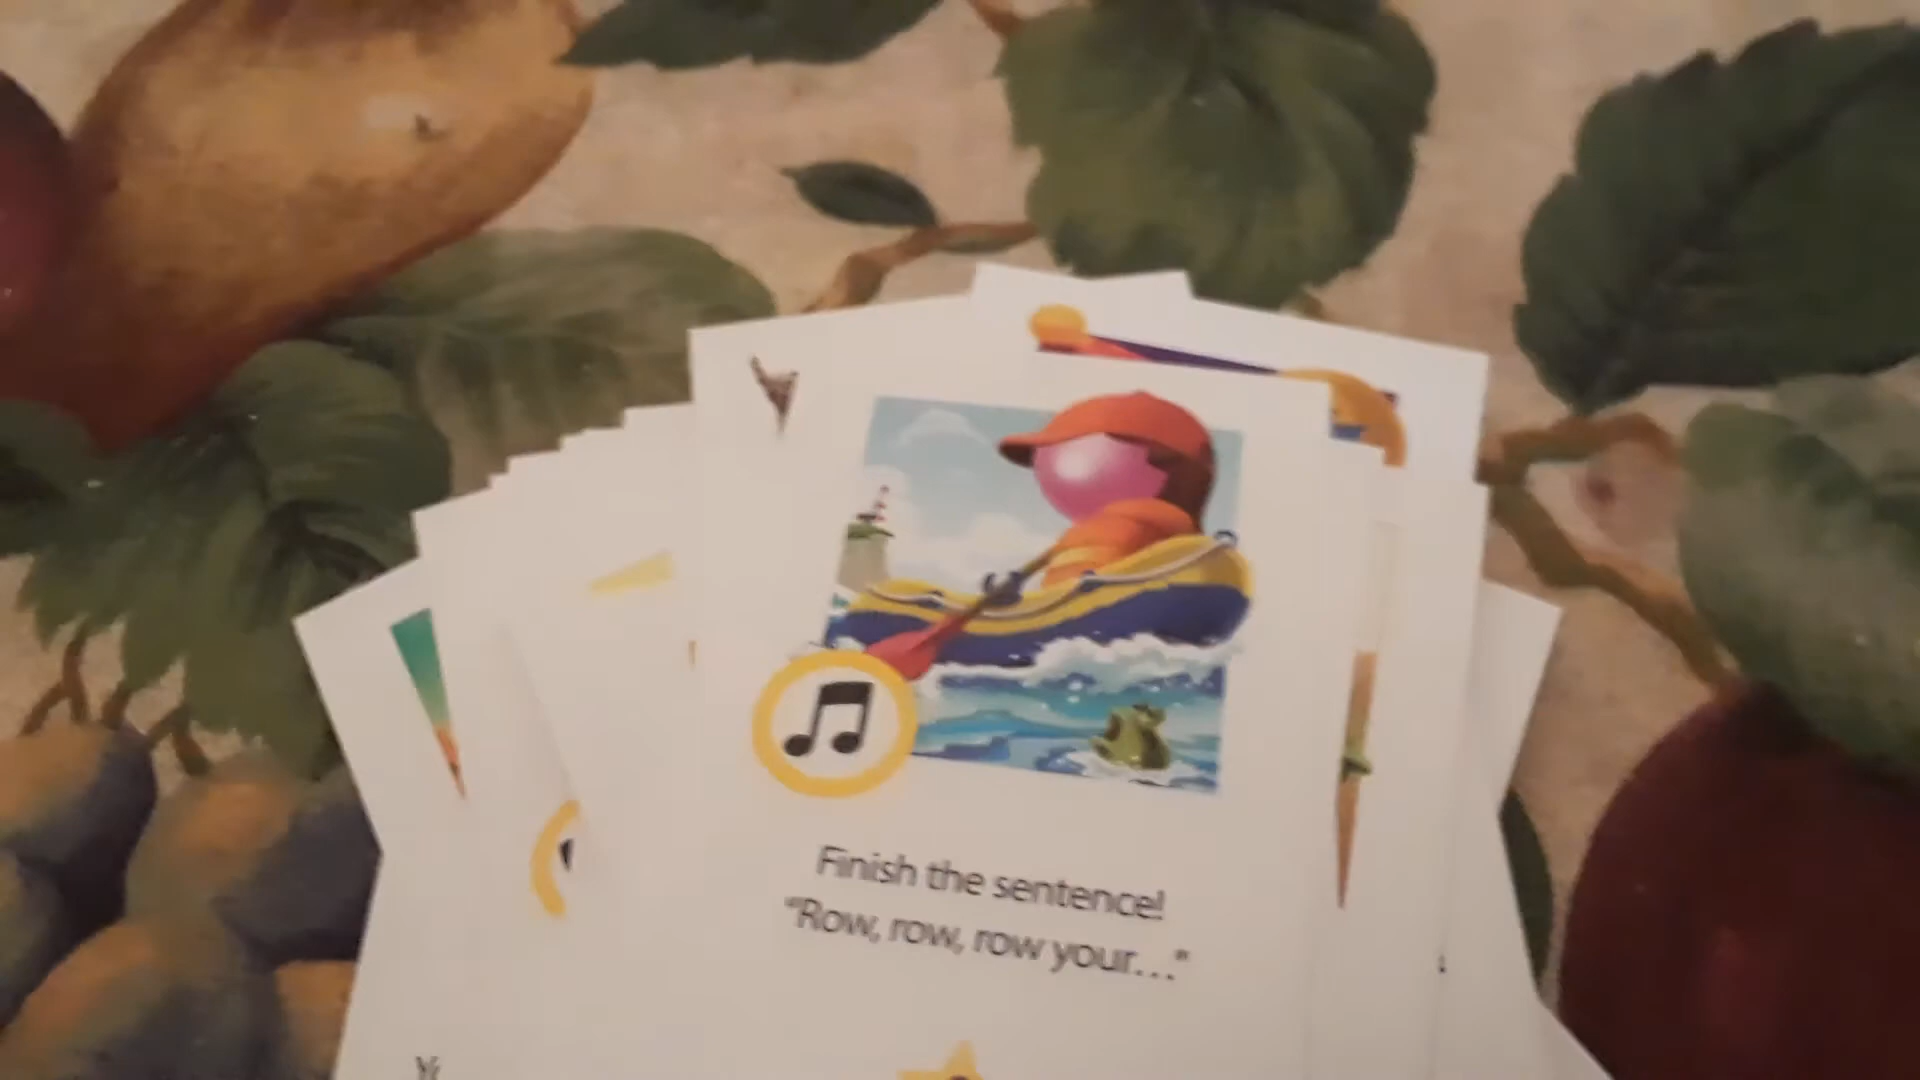 Finish the sentence!
"Row, row, row your..."